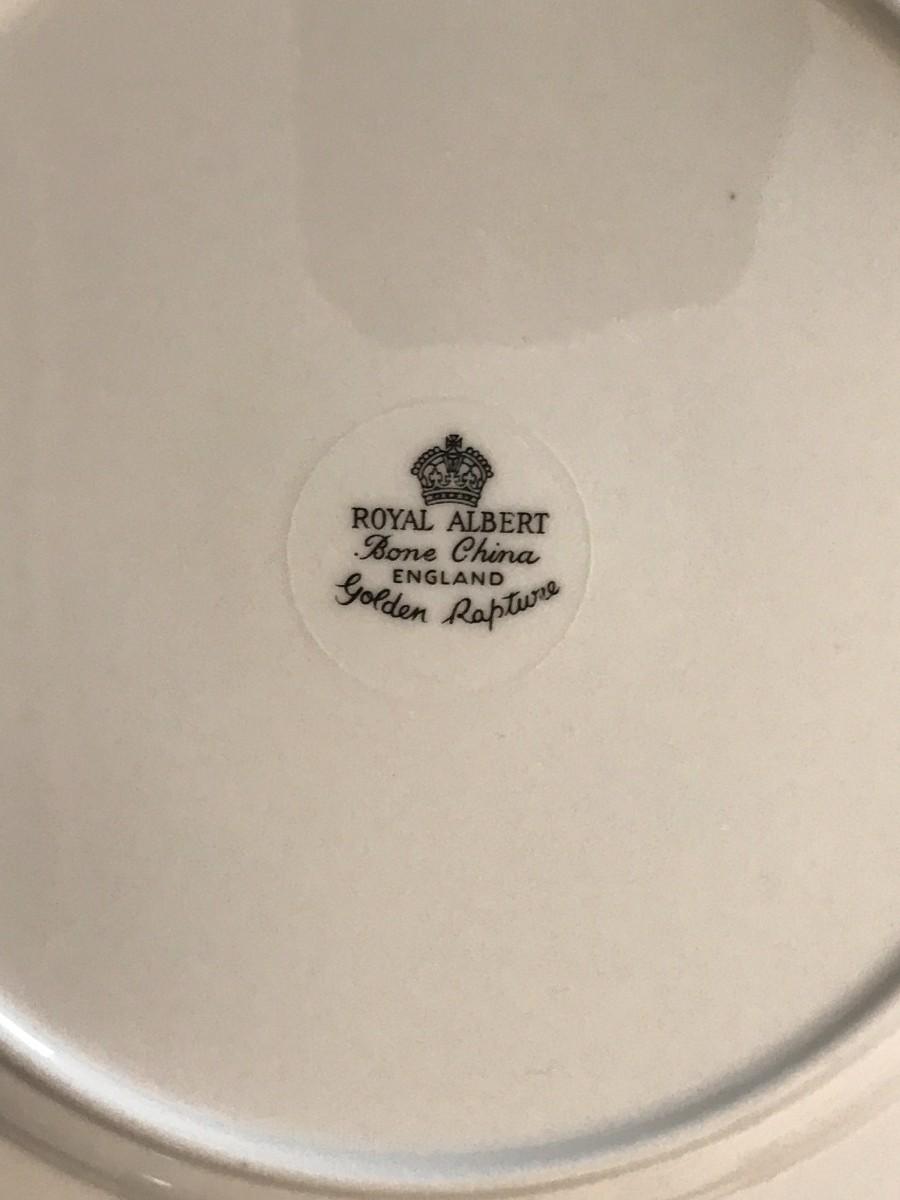 ROYAL ALBERT
Bone China
ENGLAND
Golden Rapture